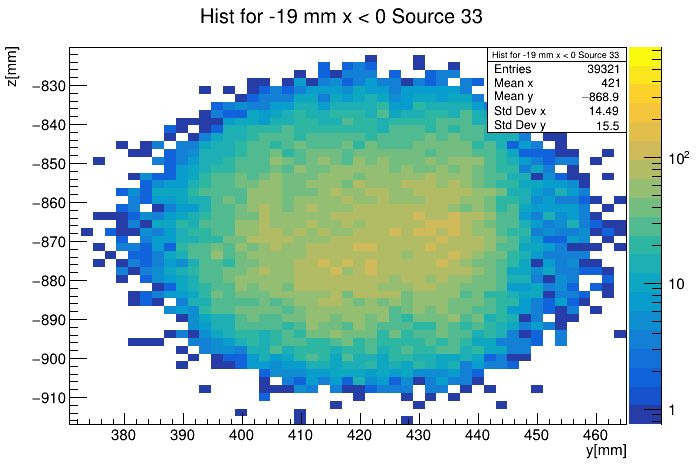 Hist for -19 mm x < 0 Source 33
z[mm]
Hist for -19 mm x < 0 Source 33
Entries 39321
Mean x 421
Mean y −868.9
Std Dev x 14.49
Std Dev y 15.5
−830
−840
−850
−860
−870
−880
−890
−900
−910
10²
10
1
380 390 400 410 420 430 440 450 460
y[mm]